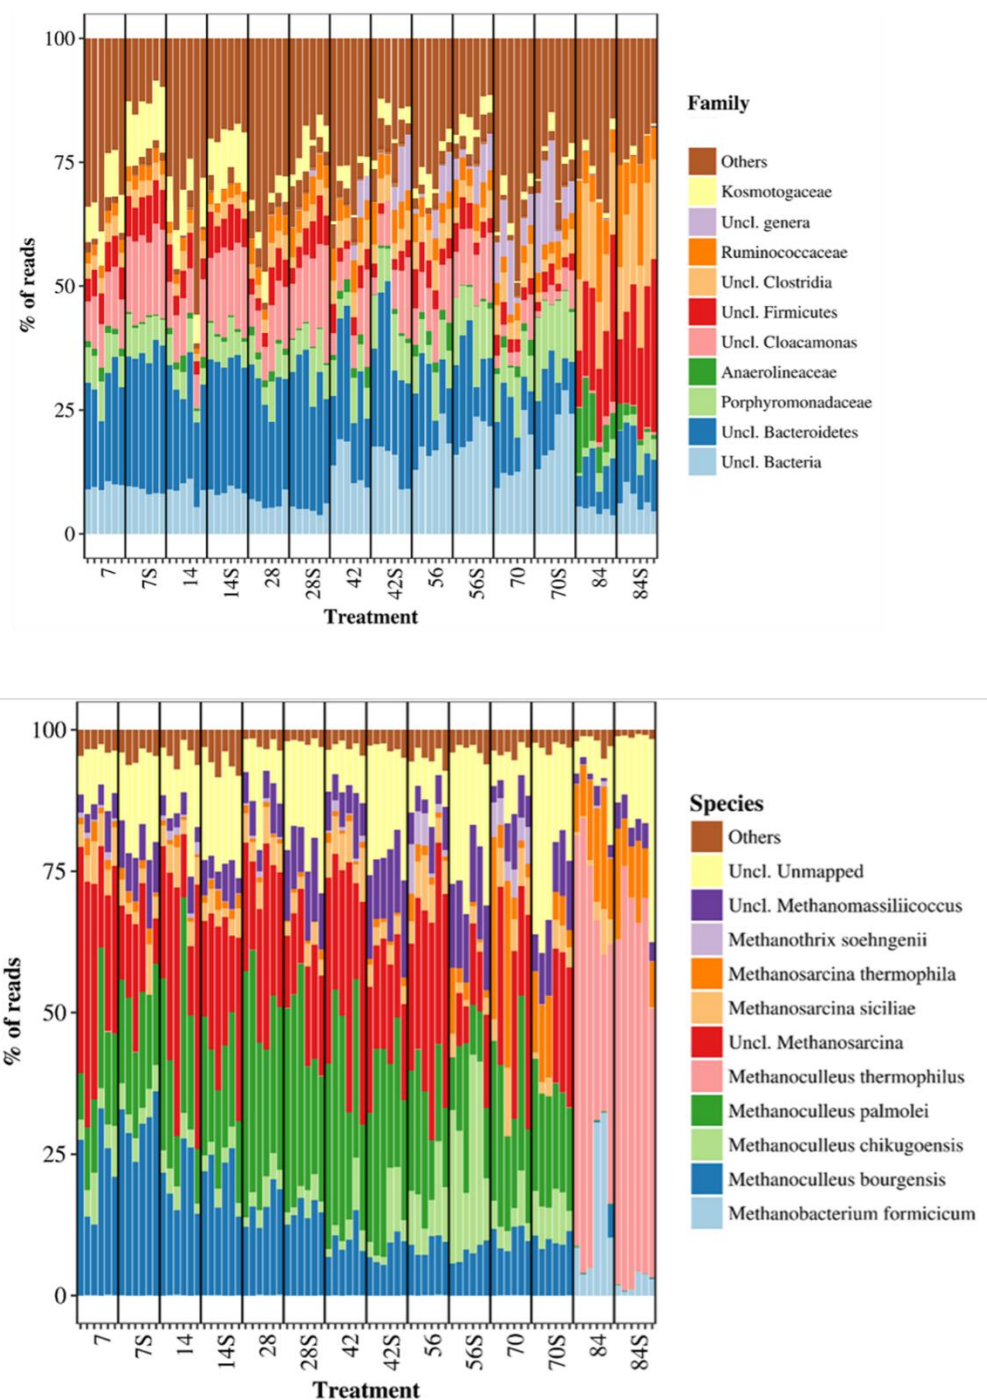 100
75
50
25
0
% of reads
7
7S
14
14S
28
28S
42
42S
56
56S
70
70S
84
84S
Treatment
Family
Others
Kosmotogaceae
Uncl. genera
Ruminococcaceae
Uncl. Clostridia
Uncl. Firmicutes
Uncl. Cloacamonas
Anaerolineaceae
Porphyromonadaceae
Uncl. Bacteroidetes
Uncl. Bacteria
100
75
50
25
0
% of reads
7
7S
14
14S
28
28S
42
42S
56
56S
70
70S
84
84S
Treatment
Species
Others
Uncl. Unmapped
Uncl. Methanomassiliicoccus
Methanothrix soehngenii
Methanosarcina thermophila
Methanosarcina siciliae
Uncl. Methanosarcina
Methanoculleus thermophilus
Methanoculleus palmolei
Methanoculleus chikugoensis
Methanoculleus bourgensis
Methanobacterium formicicum